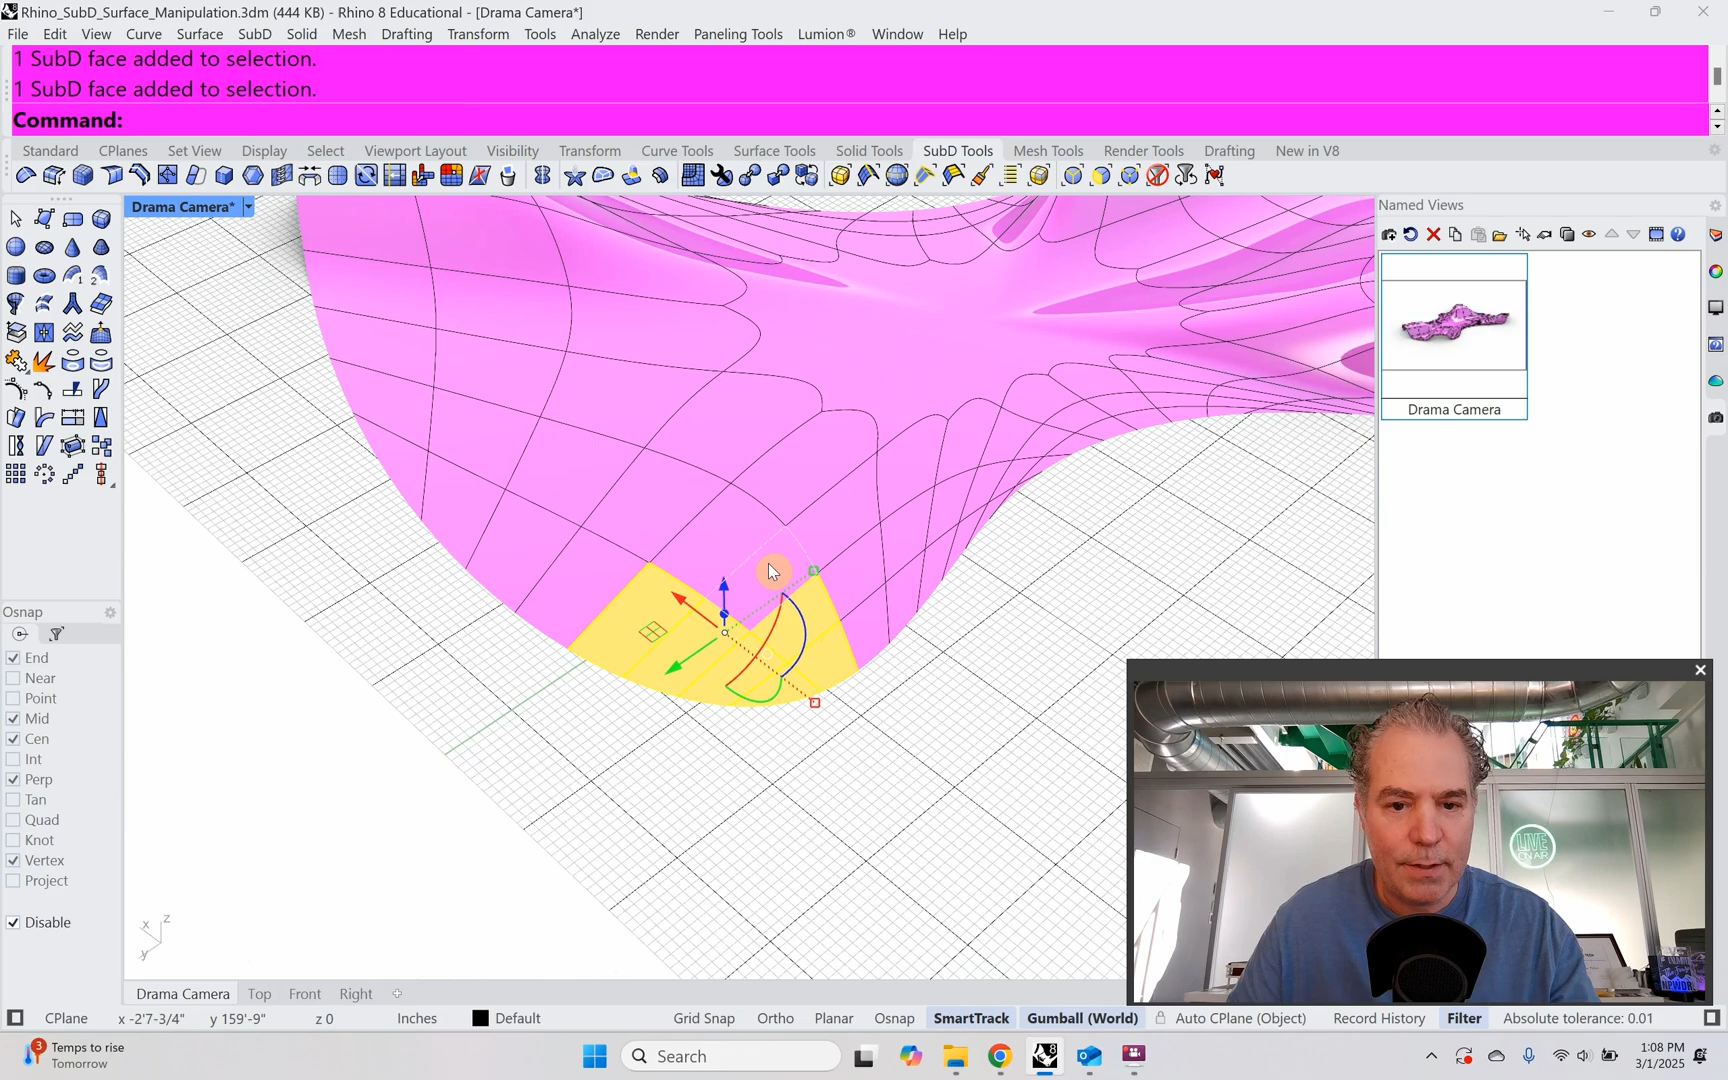 Rhino_SubD_Surface_Manipulation.3dm (444 KB) - Rhino 8 Educational - [Drama Camera*]
File Edit View Curve Surface SubD Solid Mesh Drafting Transform Tools Analyze Render Paneling Tools Lumion® Window Help
1 SubD face added to selection.
1 SubD face added to selection.
Command:
Standard CPlanes Set View Display Select Viewport Layout Visibility Transform Curve Tools Surface Tools Solid Tools SubD Tools Mesh Tools Render Tools Drafting New in V8
Drama Camera*
Named Views
Drama Camera
Osnap
End
Near
Point
Mid
Cen
Int
Perp
Tan
Quad
Knot
Vertex
Project
Disable
x z
y
LIVE
ON AIR
Drama Camera Top Front Right
CPlane x -2'7-3/4" y 159'-9" z 0 Inches Default Grid Snap Ortho Planar Osnap SmartTrack Gumball (World) Auto CPlane (Object) Record History Filter Absolute tolerance: 0.01
3 Temps to rise
Tomorrow
Search
1:08 PM
3/1/2025